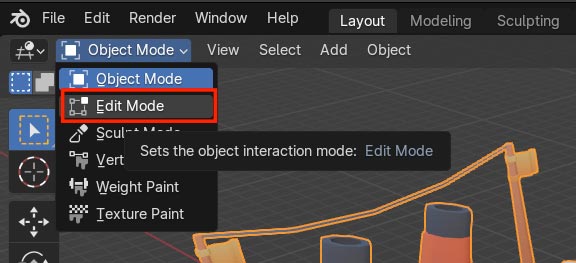 File Edit Render Window Help Layout Modeling Sculpting
Object Mode View Select Add Object
Object Mode
Edit Mode
Sculpt Mode
Sets the object interaction mode: Edit Mode
Vert
Weight Paint
Texture Paint